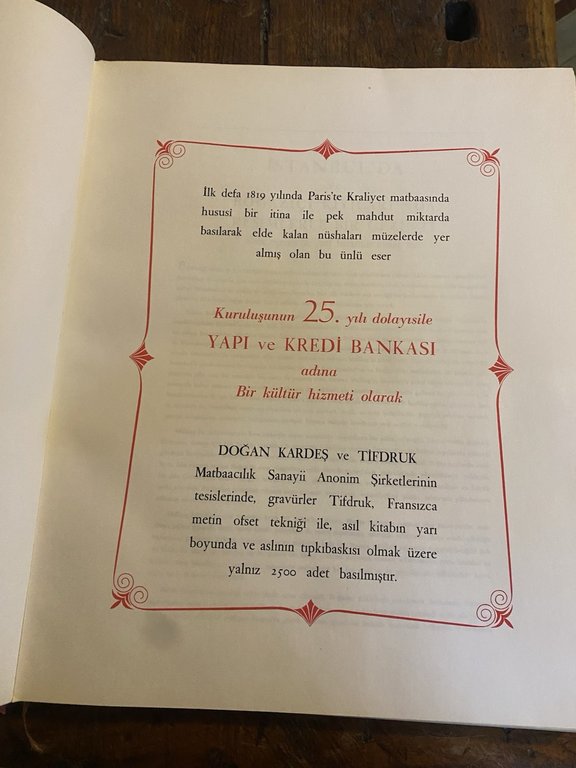 İlk defa 1819 yılında Paris'te Kraliyet matbaasında
hususî bir itina ile pek mahdut miktarda
basılarak elde kalan nüshaları müzelerde yer
almış olan bu ünlü eser
Kuruluşunun 25. yılı dolayısile
YAPI ve KREDİ BANKASI
adına
Bir kültür hizmeti olarak
DOĞAN KARDEŞ ve TİFDRUK
Matbaacılık Sanayii Anonim Şirketlerinin
tesislerinde, gravürler Tifdruk, Fransızca
metin ofset tekniği ile, asıl kitabın yarı
boyunda ve aslının tıpkıbaskısı olmak üzere
yalnız 2500 adet basılmıştır.